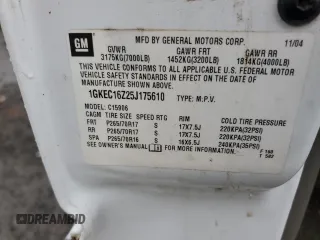 GM
MFD BY GENERAL MOTORS CORP. 11/04
GVWR GAWR FRT GAWR RR
3175KG(7000LB) 1452KG(3200LB) 1814KG(4000LB)
THIS VEHICLE CONFORMS TO ALL APPLICABLE U.S. FEDERAL MOTOR
VEHICLE SAFETY STANDARDS IN EFFECT ON THE DATE OF
MANUFACTURE SHOWN ABOVE.
1GKEC16Z25J175610 TYPE: M.P.V.
MODEL: C15906
CAGM TIRE SIZE SPEED RTG RIM COLD TIRE PRESSURE
FRT P265/70R17 S 17X7.5J 220KPA(32PSI)
RR P265/70R17 S 17X7.5J 220KPA(32PSI)
SPA P265/70R16 S 16X6.5J 240KPA(35PSI)
SEE OWNER'S MANUAL FOR ADDITIONAL INFORMATION
DREAMBID